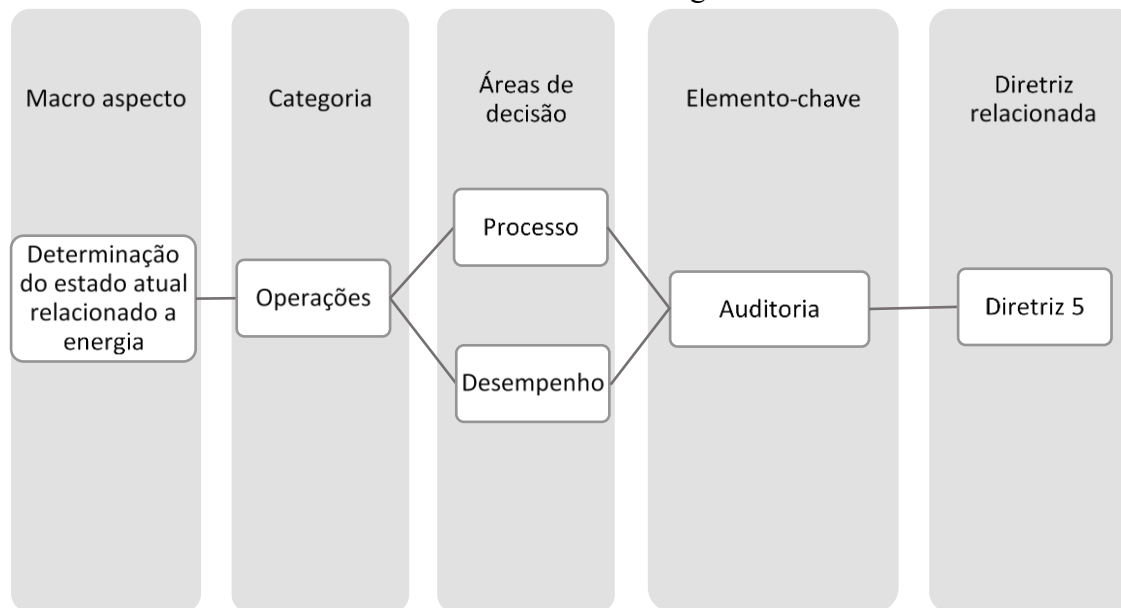 g
Macro aspecto
Categoria
Áreas de
decisão
Elemento-chave
Diretriz
relacionada
Determinação
do estado atual
relacionado a
energia
Operações
Processo
Desempenho
Auditoria
Diretriz 5